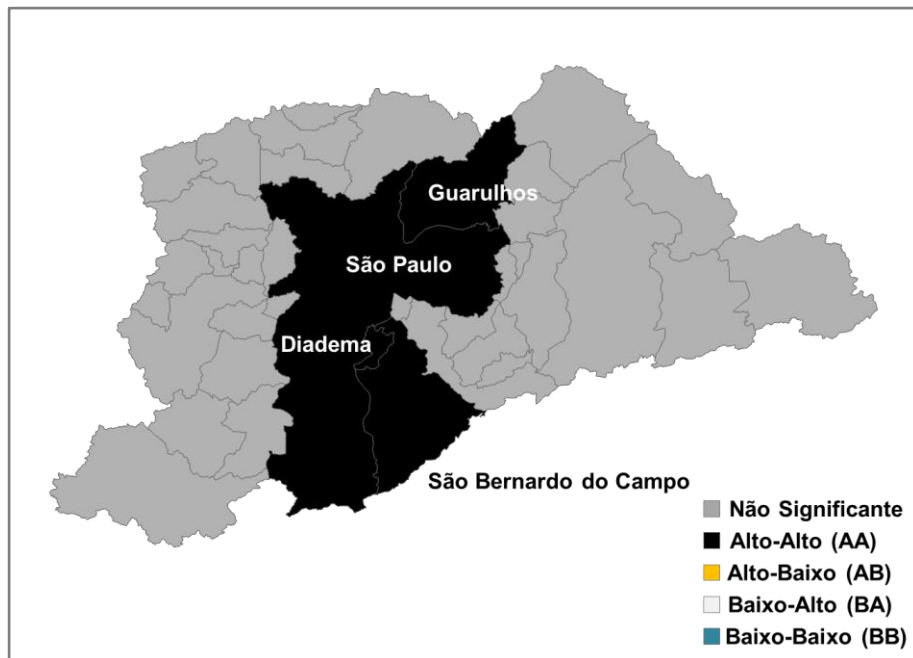 Guarulhos
São Paulo
Diadema
São Bernardo do Campo
Não Significante
Alto-Alto (AA)
Alto-Baixo (AB)
Baixo-Alto (BA)
Baixo-Baixo (BB)